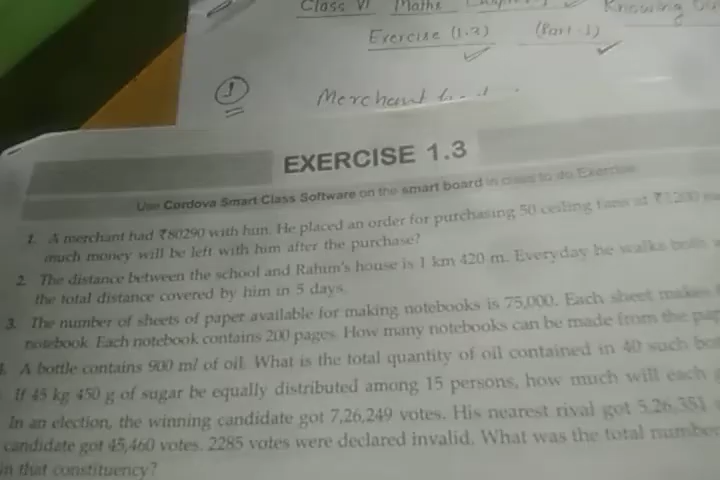 Class VI Maths Chapter Knowing Our
Exercise (1.3) (Part-1)
1
Merchant
EXERCISE 1.3
Use Cordova Smart Class Software on the smart board in class to do Exercise
1. A merchant had ₹80290 with him. He placed an order for purchasing 50 ceiling fans at ₹1200
much money will be left with him after the purchase?
2. The distance between the school and Rahim's house is 1 km 420 m. Everyday he walks both
the total distance covered by him in 5 days.
3. The number of sheets of paper available for making notebooks is 75,000. Each sheet makes
notebook. Each notebook contains 200 pages. How many notebooks can be made from the
A bottle contains 900 ml of oil. What is the total quantity of oil contained in 40 such
If 45 kg 450 g of sugar be equally distributed among 15 persons, how much will each
In an election, the winning candidate got 7,26,249 votes. His nearest rival got 5,26,351
candidate got 45,460 votes. 2285 votes were declared invalid. What was the total number
in that constituency?